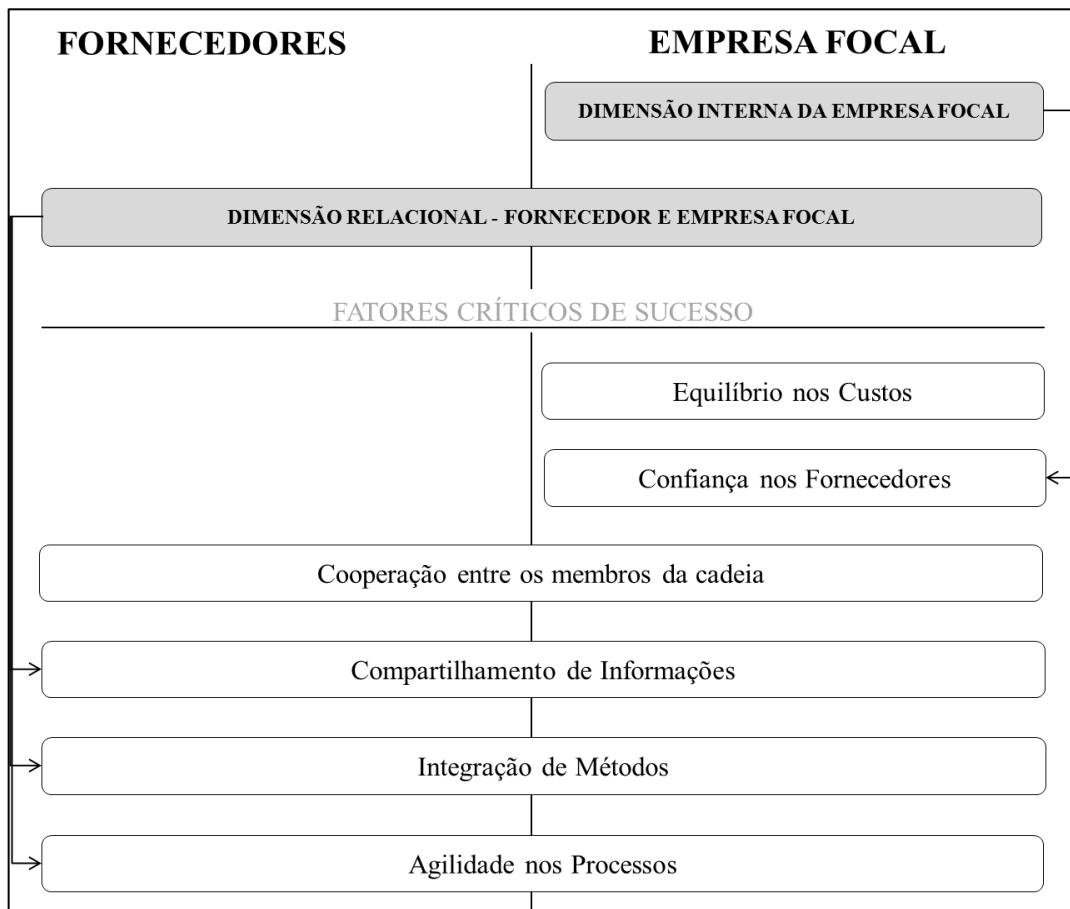 FORNECEDORES
EMPRESA FOCAL
DIMENSÃO INTERNA DA EMPRESA FOCAL
DIMENSÃO RELACIONAL - FORNECEDOR E EMPRESA FOCAL
FATORES CRÍTICOS DE SUCESSO
Equilíbrio nos Custos
Confiança nos Fornecedores
Cooperação entre os membros da cadeia
Compartilhamento de Informações
Integração de Métodos
Agilidade nos Processos